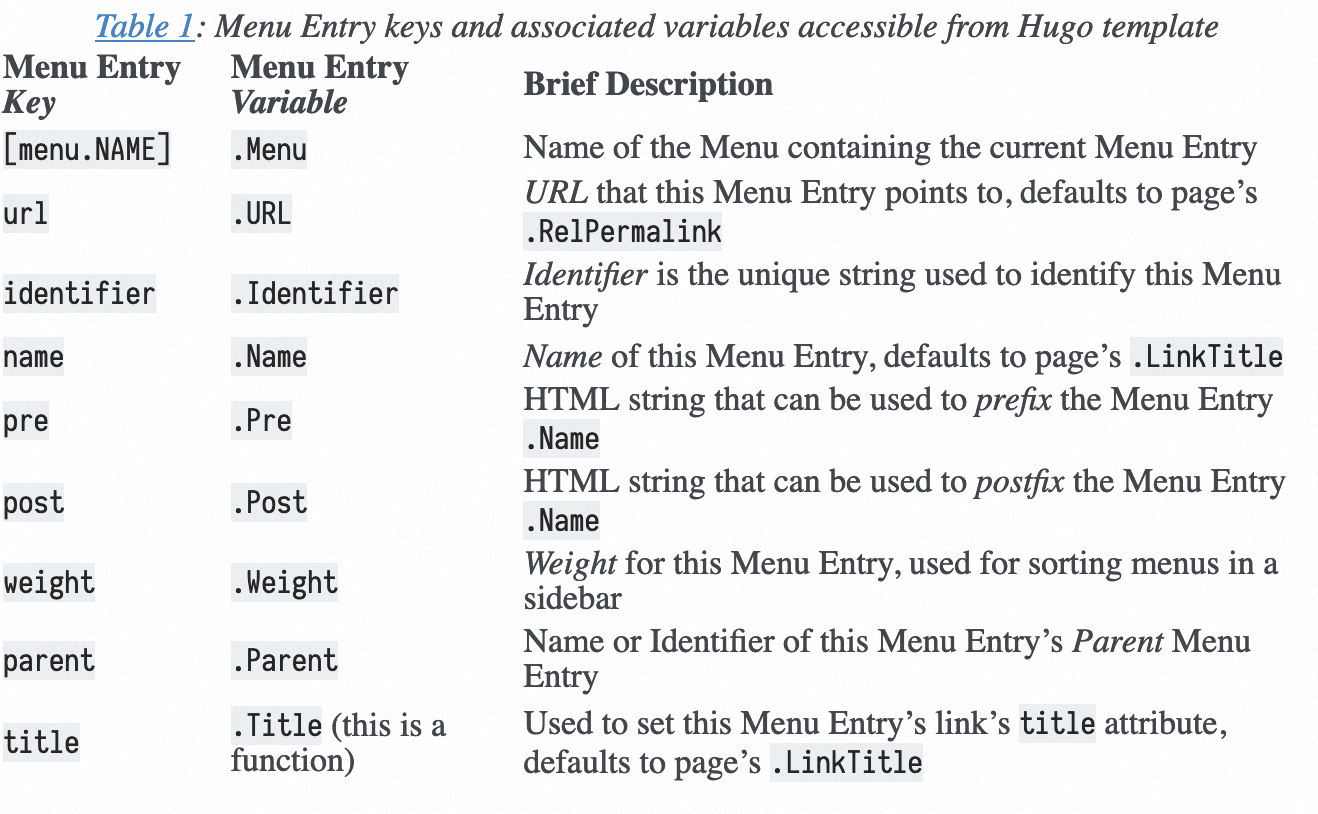 Table 1: Menu Entry keys and associated variables accessible from Hugo template
Menu Entry Key Menu Entry Variable Brief Description
[menu.NAME] .Menu Name of the Menu containing the current Menu Entry
url .URL URL that this Menu Entry points to, defaults to page’s
.RelPermalink
identifier .Identifier Identifier is the unique string used to identify this Menu
Entry
name .Name Name of this Menu Entry, defaults to page’s .LinkTitle
pre .Pre HTML string that can be used to prefix the Menu Entry
.Name
post .Post HTML string that can be used to postfix the Menu Entry
.Name
weight .Weight Weight for this Menu Entry, used for sorting menus in a
sidebar
parent .Parent Name or Identifier of this Menu Entry’s Parent Menu
Entry
title .Title (this is a function) Used to set this Menu Entry’s link’s title attribute,
defaults to page’s .LinkTitle